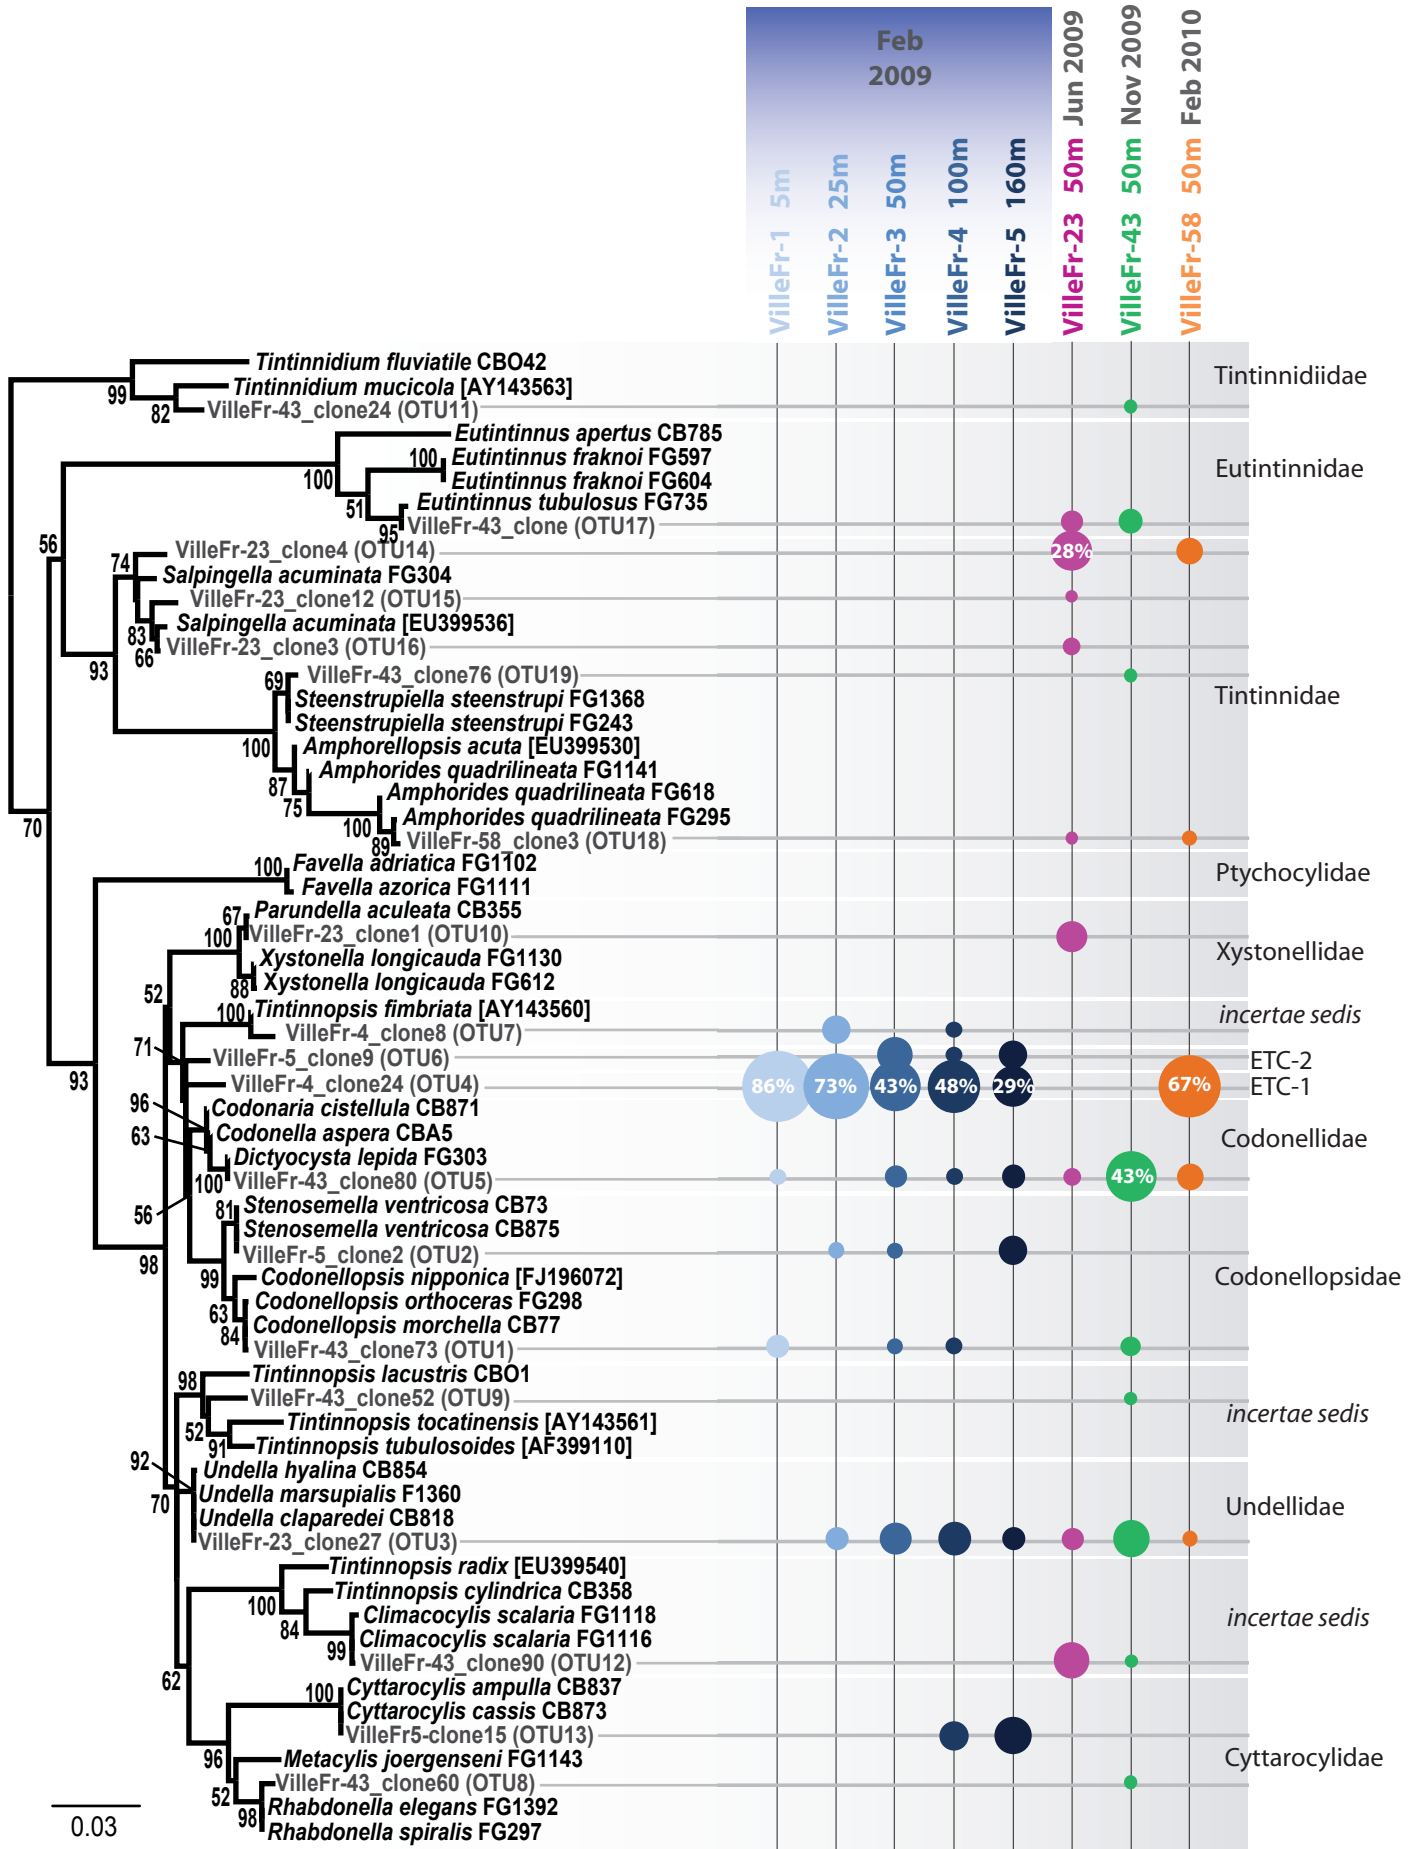 Feb
2009
VilleFr-1 5m
VilleFr-2 25m
VilleFr-3 50m
VilleFr-4 100m
VilleFr-5 160m
VilleFr-23 50m Jun 2009
VilleFr-43 50m Nov 2009
VilleFr-58 50m Feb 2010
Tintinnidium fluviatile CBO42
Tintinnidiidae
99
Tintinnidium mucicola [AY143563]
82
VilleFr-43_clone24 (OTU11)
Eutintinnus apertus CB785
100
Eutintinnus fraknoi FG597
Eutintinnidae
100
Eutintinnus fraknoi FG604
51
Eutintinnus tubulosus FG735
95
VilleFr-43_clone (OTU17)
56
74
VilleFr-23_clone4 (OTU14)
28%
Salpingella acuminata FG304
VilleFr-23_clone12 (OTU15)
83
Salpingella acuminata [EU399536]
66
VilleFr-23_clone3 (OTU16)
93
69
VilleFr-43_clone76 (OTU19)
Tintinnidae
Steenstrupiella steenstrupi FG1368
Steenstrupiella steenstrupi FG243
100
Amphorellopsis acuta [EU399530]
87
Amphorides quadrilineata FG1141
75
Amphorides quadrilineata FG618
100
Amphorides quadrilineata FG295
70
89
VilleFr-58_clone3 (OTU18)
100
Favella adriatica FG1102
Ptychocylidae
Favella azorica FG1111
67
Parundella aculeata CB355
100
VilleFr-23_clone1 (OTU10)
Xystonellidae
Xystonella longicauda FG1130
88
Xystonella longicauda FG612
52
100
Tintinnopsis fimbriata [AY143560]
incertae sedis
VilleFr-4_clone8 (OTU7)
71
VilleFr-5_clone9 (OTU6)
ETC-2
93
VilleFr-4_clone24 (OTU4)
86%
73%
43%
48%
29%
67%
ETC-1
96
Codonaria cistellula CB871
63
Codonella aspera CBA5
Codonellidae
Dictyocysta lepida FG303
100
VilleFr-43_clone80 (OTU5)
43%
56
81
Stenosemella ventricosa CB73
Stenosemella ventricosa CB875
98
VilleFr-5_clone2 (OTU2)
99
Codonellopsis nipponica [FJ196072]
Codonellopsidae
63
Codonellopsis orthoceras FG298
84
Codonellopsis morchella CB77
VilleFr-43_clone73 (OTU1)
98
Tintinnopsis lacustris CBO1
VilleFr-43_clone52 (OTU9)
incertae sedis
52
Tintinnopsis tocatinensis [AY143561]
91
Tintinnopsis tubulosoides [AF399110]
92
Undella hyalina CB854
70
Undella marsupialis F1360
Undellidae
Undella claparedei CB818
VilleFr-23_clone27 (OTU3)
Tintinnopsis radix [EU399540]
100
Tintinnopsis cylindrica CB358
84
Climacocylis scalaria FG1118
incertae sedis
99
Climacocylis scalaria FG1116
VilleFr-43_clone90 (OTU12)
62
100
Cyttarocylis ampulla CB837
Cyttarocylis cassis CB873
VilleFr5-clone15 (OTU13)
96
Metacylis joergenseni FG1143
Cyttarocylidae
52
VilleFr-43_clone60 (OTU8)
98
Rhabdonella elegans FG1392
Rhabdonella spiralis FG297
0.03